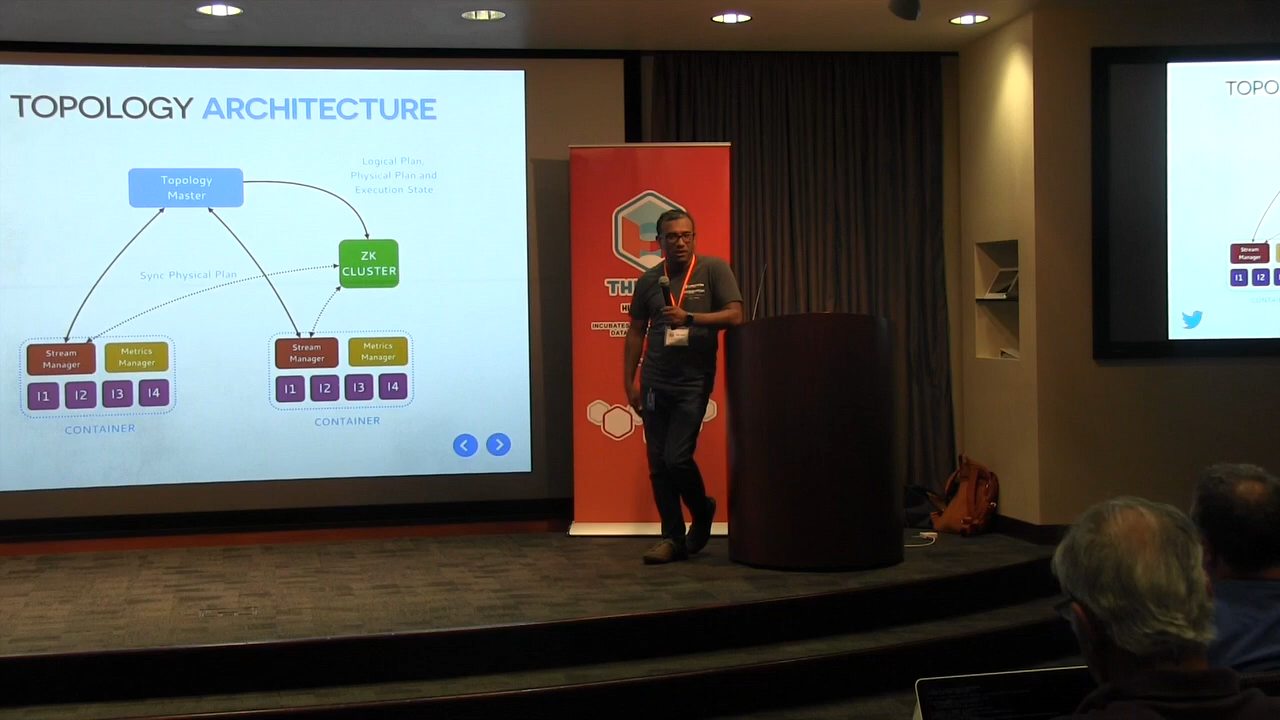 TOPOLOGY ARCHITECTURE
Logical Plan,
Physical Plan and
Execution State
Topology
Master
ZK
CLUSTER
Sync Physical Plan
Stream
Manager
Metrics
Manager
I1 I2 I3 I4
CONTAINER
Stream
Manager
Metrics
Manager
I1 I2 I3 I4
CONTAINER
INCUBATES
DATA
TOPO
Stream
Manager
I1 I2